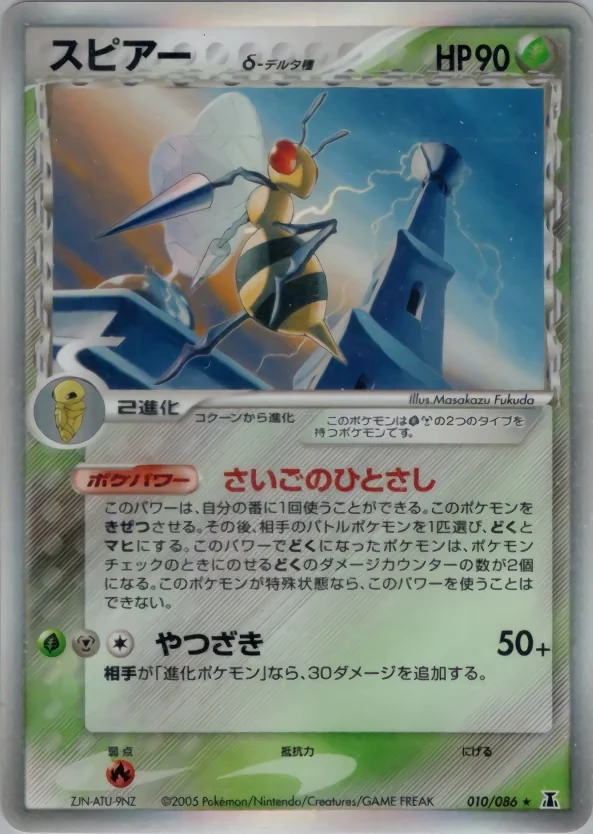 スピアー δ-デルタ種 HP90
Illus.Masakazu Fukuda
2進化 コクーンから進化
このポケモンは の2つのタイプを
持つポケモンです。
ポケパワー さいごのひとさし
このパワーは、自分の番に1回使うことができる。このポケモンを
きぜつさせる。その後、相手のバトルポケモンを1匹選び、どくと
マヒにする。このパワーでどくになったポケモンは、ポケモン
チェックのときにのせるどくのダメージカウンターの数が2個
になる。このポケモンが特殊状態なら、このパワーを使うことは
できない。
やつざき 50+
相手が「進化ポケモン」なら、30ダメージを追加する。
弱点 抵抗力 にげる
ZJN-ATU-9NZ ©2005 Pokémon/Nintendo/Creatures/GAME FREAK 010/086 ★